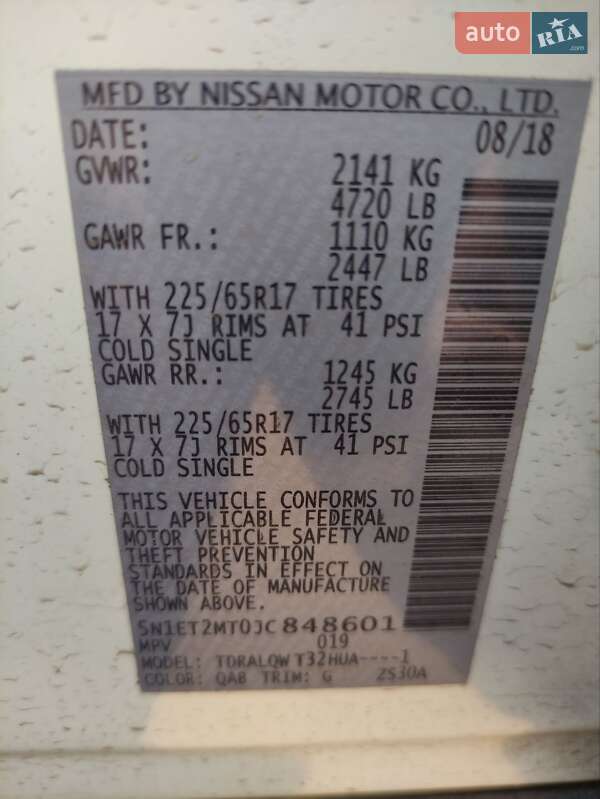 auto RIA .com
MFD BY NISSAN MOTOR CO., LTD.
DATE: 08/18
GVWR: 2141 KG
4720 LB
GAWR FR.: 1110 KG
2447 LB
WITH 225/65R17 TIRES
17 X 7J RIMS AT 41 PSI
COLD SINGLE
GAWR RR.: 1245 KG
2745 LB
WITH 225/65R17 TIRES
17 X 7J RIMS AT 41 PSI
COLD SINGLE
THIS VEHICLE CONFORMS TO
ALL APPLICABLE FEDERAL
MOTOR VEHICLE SAFETY AND
THEFT PREVENTION
STANDARDS IN EFFECT ON
THE DATE OF MANUFACTURE
SHOWN ABOVE.
5N1ET2MT0JC848601
MPV 019
MODEL: TDRALQW T32HUA----1
COLOR: QAB TRIM: G ZS30A